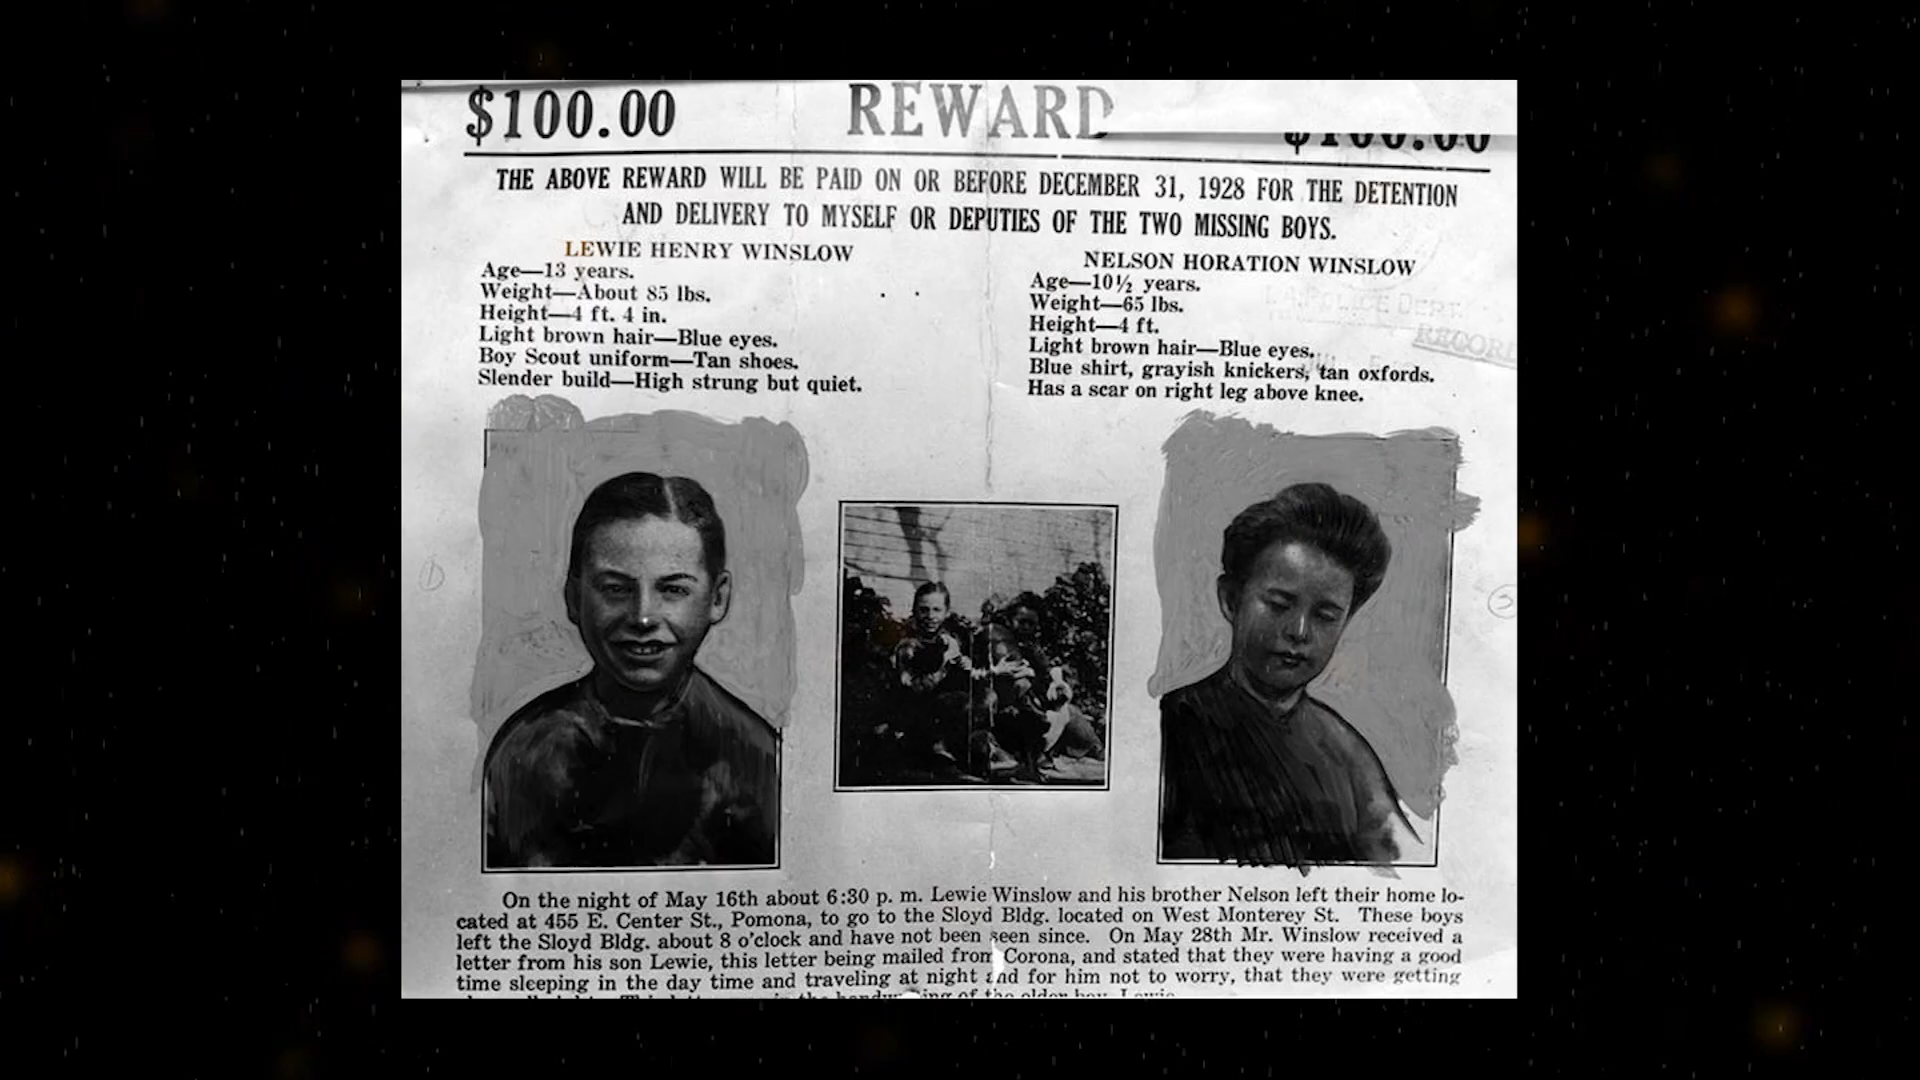 $100.00 REWARD $100.00
THE ABOVE REWARD WILL BE PAID ON OR BEFORE DECEMBER 31, 1928 FOR THE DETENTION
AND DELIVERY TO MYSELF OR DEPUTIES OF THE TWO MISSING BOYS.
LEWIE HENRY WINSLOW
Age—13 years.
Weight—About 85 lbs.
Height—4 ft. 4 in.
Light brown hair—Blue eyes.
Boy Scout uniform—Tan shoes.
Slender build—High strung but quiet.
NELSON HORATION WINSLOW
Age—10½ years.
Weight—65 lbs.
Height—4 ft.
Light brown hair—Blue eyes.
Blue shirt, grayish knickers, tan oxfords.
Has a scar on right leg above knee.
L.A. POLICE DEPT.
On the night of May 16th about 6:30 p. m. Lewie Winslow and his brother Nelson left their home lo-
cated at 455 E. Center St., Pomona, to go to the Sloyd Bldg. located on West Monterey St. These boys
left the Sloyd Bldg. about 8 o'clock and have not been seen since. On May 28th Mr. Winslow received a
letter from his son Lewie, this letter being mailed from Corona, and stated that they were having a good
time sleeping in the day time and traveling at night and for him not to worry, that they were getting